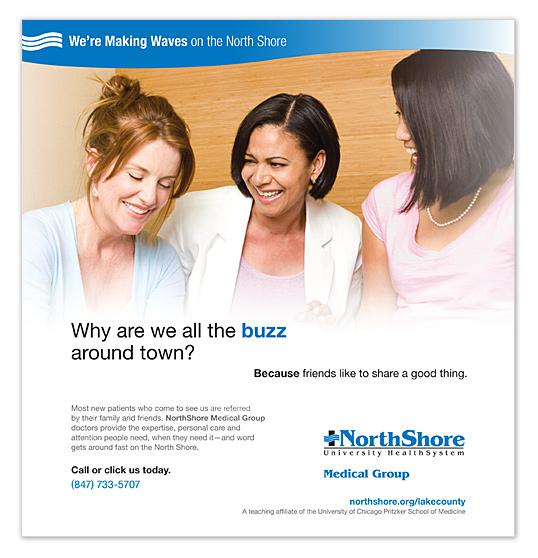 We're Making Waves on the North Shore
Why are we all the buzz
around town?
Because friends like to share a good thing.
Most new patients who come to see us are referred
by their family and friends. NorthShore Medical Group
doctors provide the expertise, personal care and
attention people need, when they need it—and word
gets around fast on the North Shore.
Call or click us today.
(847) 733-5707
NorthShore
University HealthSystem
Medical Group
northshore.org/lakecounty
A teaching affiliate of the University of Chicago Pritzker School of Medicine